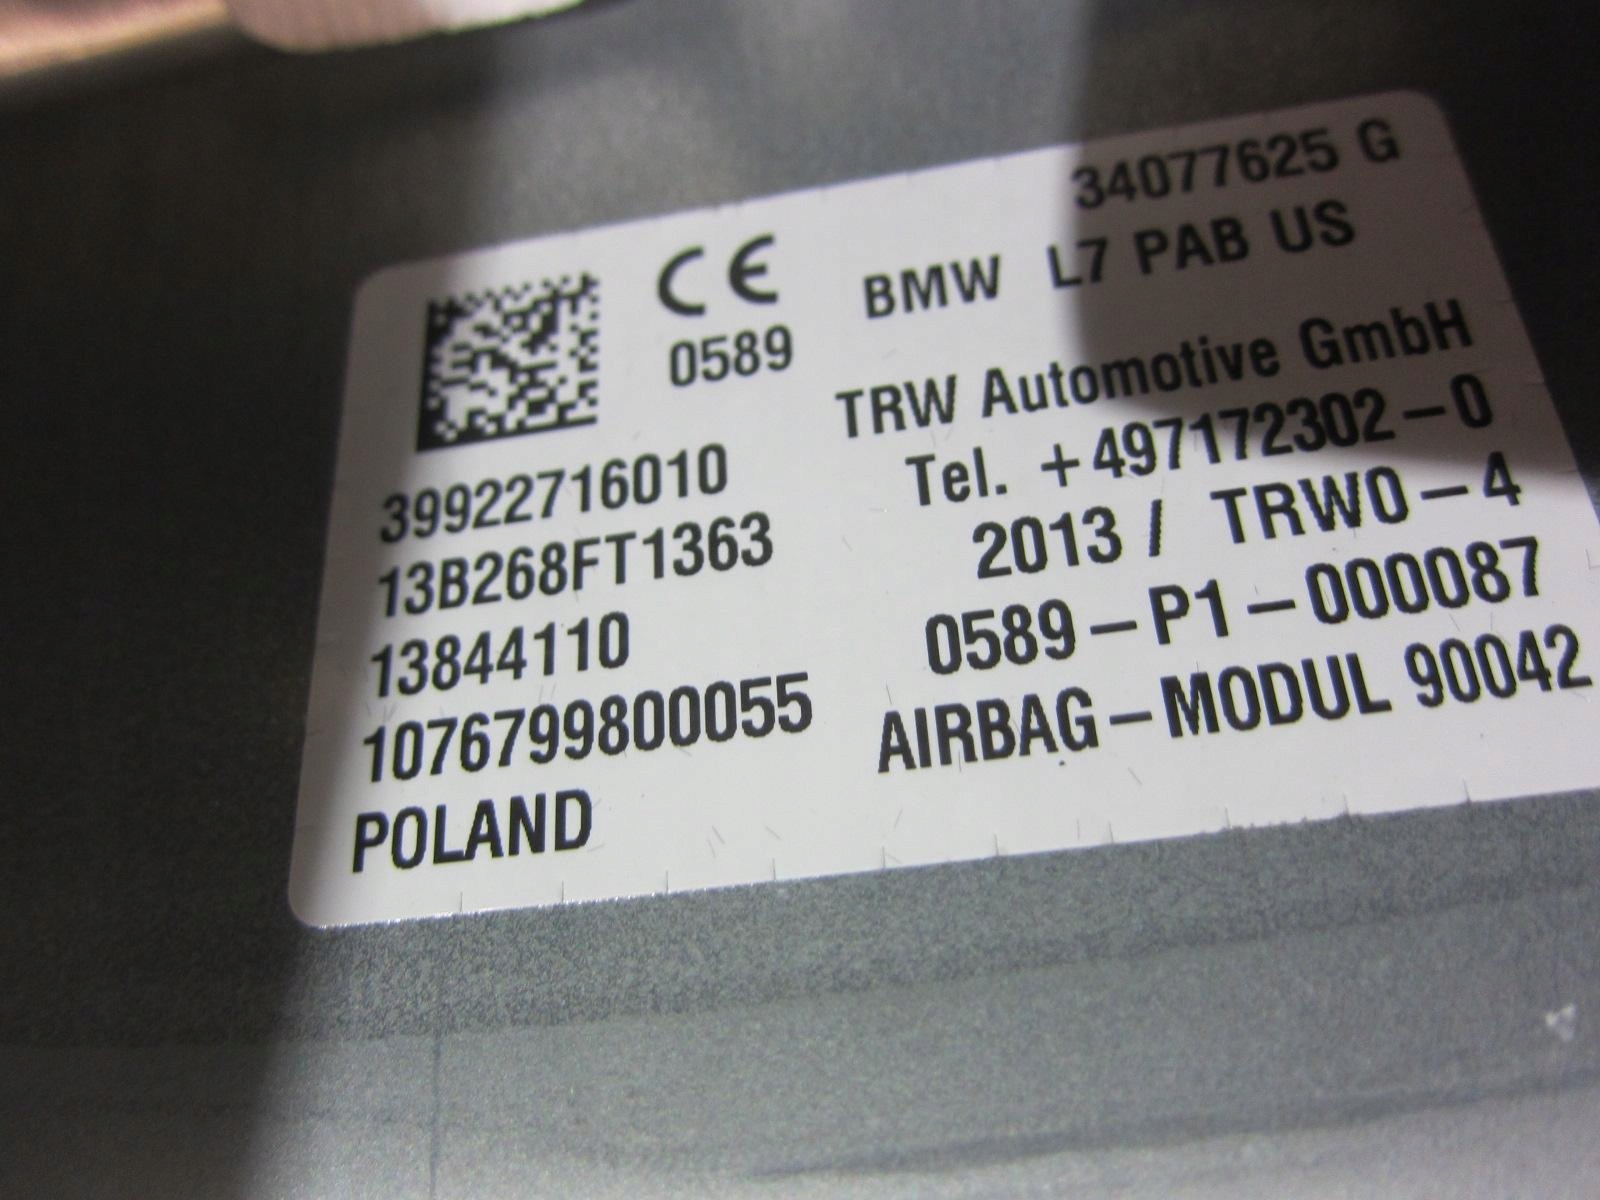 CE
0589
39922716010
13B268FT1363
13844110
1076799800055
POLAND
34077625 G
BMW L7 PAB US
TRW Automotive GmbH
Tel. +497172302-0
2013 / TRW0-4
0589-P1-000087
AIRBAG-MODUL 90042